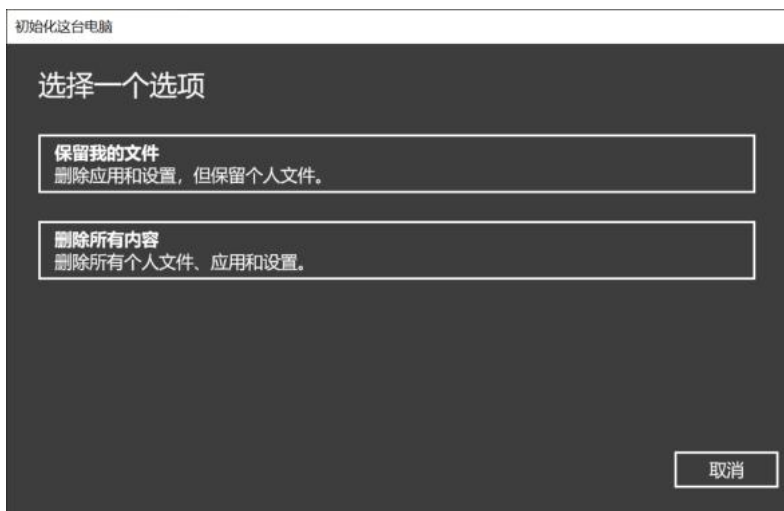 初始化这台电脑
选择一个选项
保留我的文件
删除应用和设置，但保留个人文件。
删除所有内容
删除所有个人文件、应用和设置。
取消